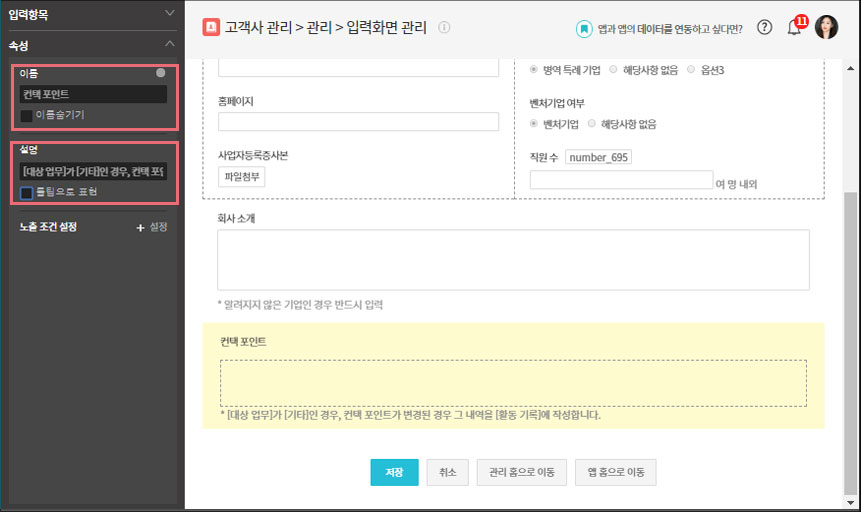 입력항목
속성
이름
컨택 포인트
이름숨기기
설명
[대상 업무]가 [기타]인 경우, 컨택 포인
툴팁으로 표현
노출 조건 설정
+ 설정
고객사 관리 > 관리 > 입력화면 관리
앱과 앱의 데이터를 연동하고 싶다면?
11
홈페이지
사업자등록증사본
파일첨부
병역 특례 기업 해당사항 없음 옵션3
벤처기업 여부
벤처기업 해당사항 없음
직원 수 number_695
여 명 내외
회사 소개
* 알려지지 않은 기업인 경우 반드시 입력
컨택 포인트
* [대상 업무]가 [기타]인 경우, 컨택 포인트가 변경된 경우 그 내역을 [활동 기록]에 작성합니다.
저장 취소 관리 홈으로 이동 앱 홈으로 이동